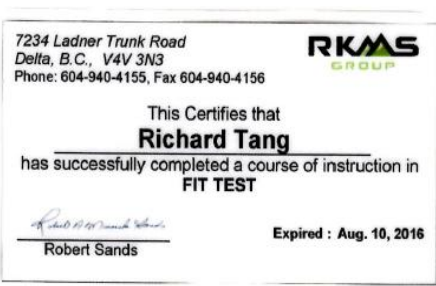 7234 Ladner Trunk Road
Delta, B.C., V4V 3N3
Phone: 604-940-4155, Fax 604-940-4156
RKMS
GROUP
This Certifies that
Richard Tang
has successfully completed a course of instruction in
FIT TEST
Robert Sands
Expired : Aug. 10, 2016